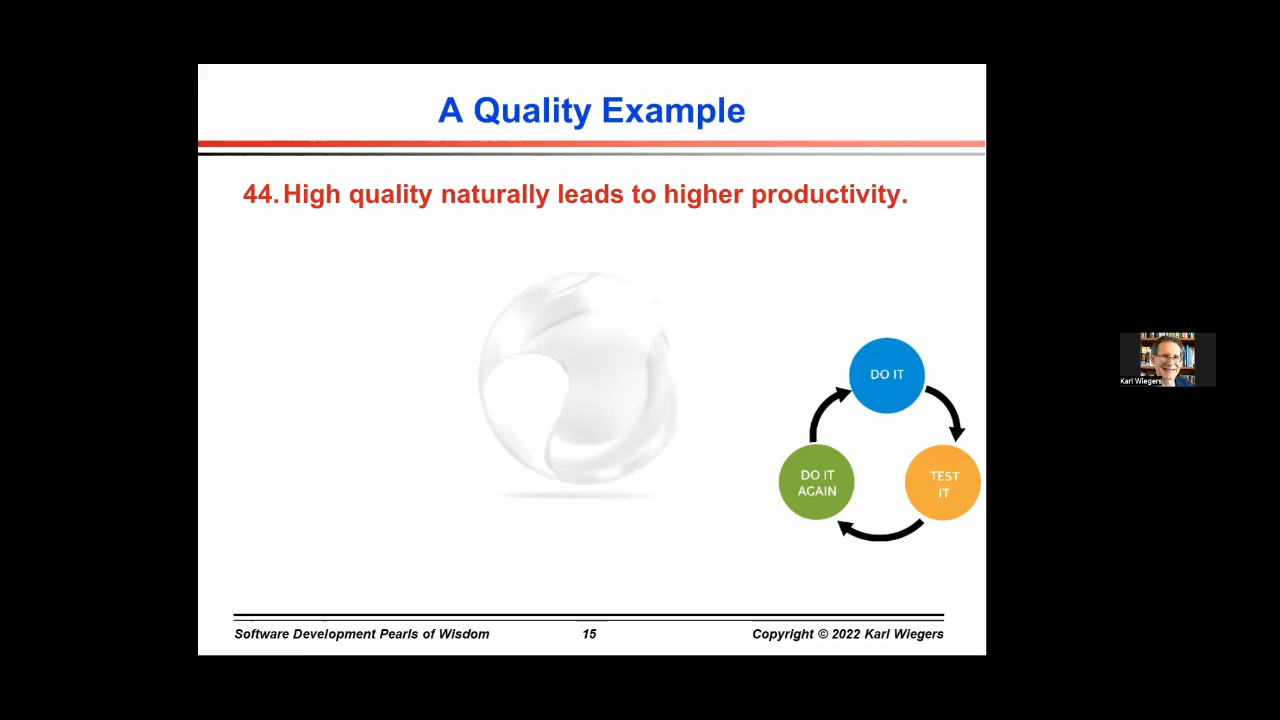 A Quality Example
44. High quality naturally leads to higher productivity.
DO IT
DO IT
AGAIN
TEST
IT
Karl Wiegers
Software Development Pearls of Wisdom
15
Copyright © 2022 Karl Wiegers